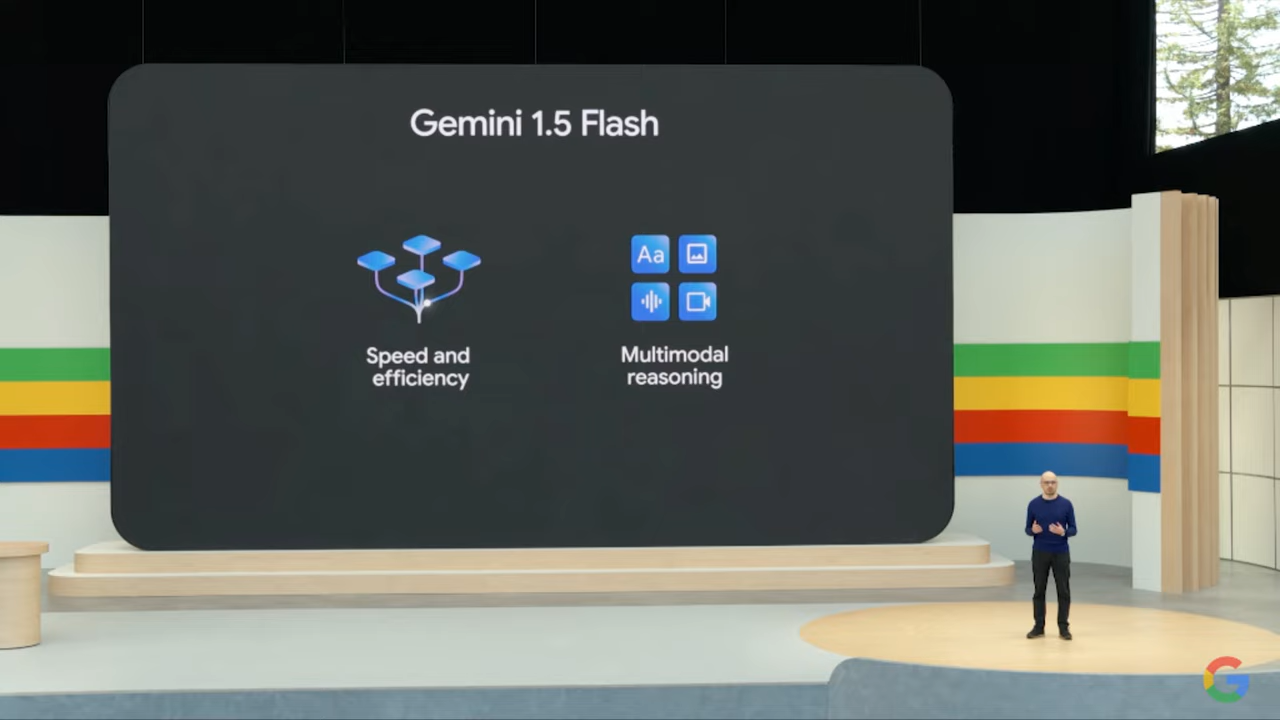 Gemini 1.5 Flash
Aa
Speed and
efficiency
Multimodal
reasoning
G